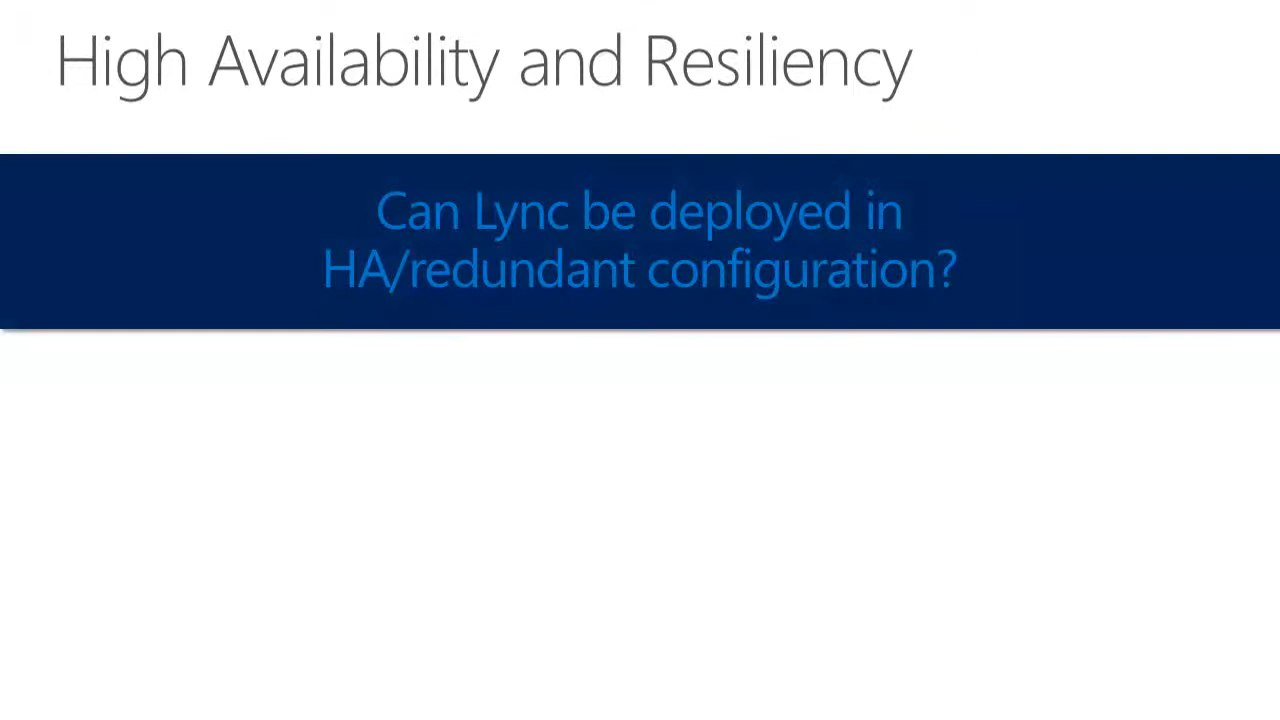 High Availability and Resiliency
Can Lync be deployed in
HA/redundant configuration?